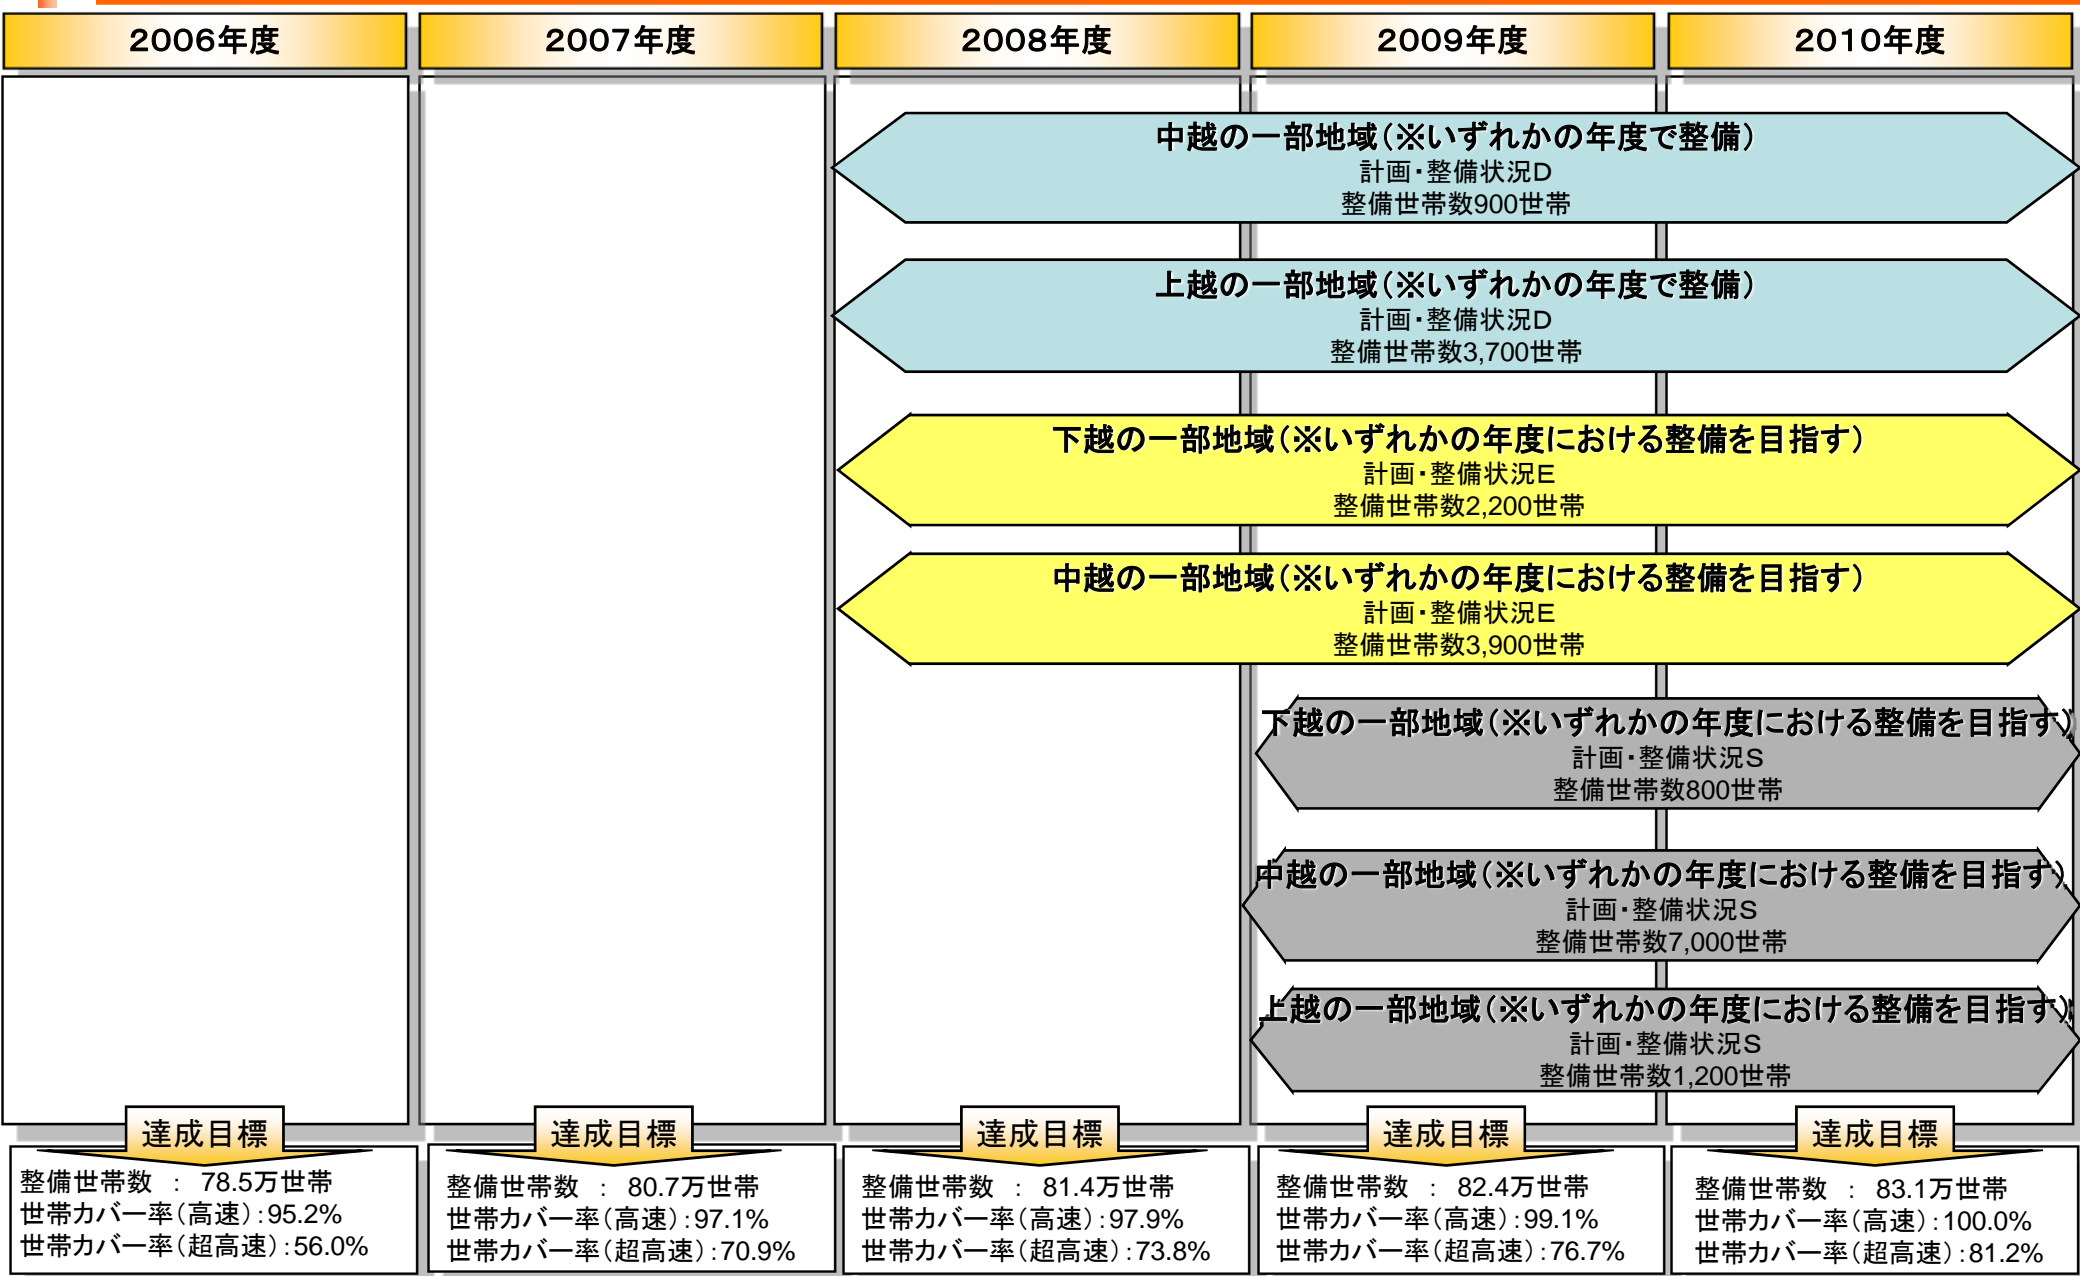 2006年度
2007年度
2008年度
2009年度
2010年度
中越の一部地域（※いずれかの年度で整備）
計画・整備状況D
整備世帯数900世帯
上越の一部地域（※いずれかの年度で整備）
計画・整備状況D
整備世帯数3,700世帯
下越の一部地域（※いずれかの年度における整備を目指す）
計画・整備状況E
整備世帯数2,200世帯
中越の一部地域（※いずれかの年度における整備を目指す）
計画・整備状況E
整備世帯数3,900世帯
下越の一部地域（※いずれかの年度における整備を目指す）
計画・整備状況S
整備世帯数800世帯
中越の一部地域（※いずれかの年度における整備を目指す）
計画・整備状況S
整備世帯数7,000世帯
上越の一部地域（※いずれかの年度における整備を目指す）
計画・整備状況S
整備世帯数1,200世帯
達成目標
整備世帯数 ： 78.5万世帯
世帯カバー率（高速）：95.2%
世帯カバー率（超高速）：56.0%
達成目標
整備世帯数 ： 80.7万世帯
世帯カバー率（高速）：97.1%
世帯カバー率（超高速）：70.9%
達成目標
整備世帯数 ： 81.4万世帯
世帯カバー率（高速）：97.9%
世帯カバー率（超高速）：73.8%
達成目標
整備世帯数 ： 82.4万世帯
世帯カバー率（高速）：99.1%
世帯カバー率（超高速）：76.7%
達成目標
整備世帯数 ： 83.1万世帯
世帯カバー率（高速）：100.0%
世帯カバー率（超高速）：81.2%